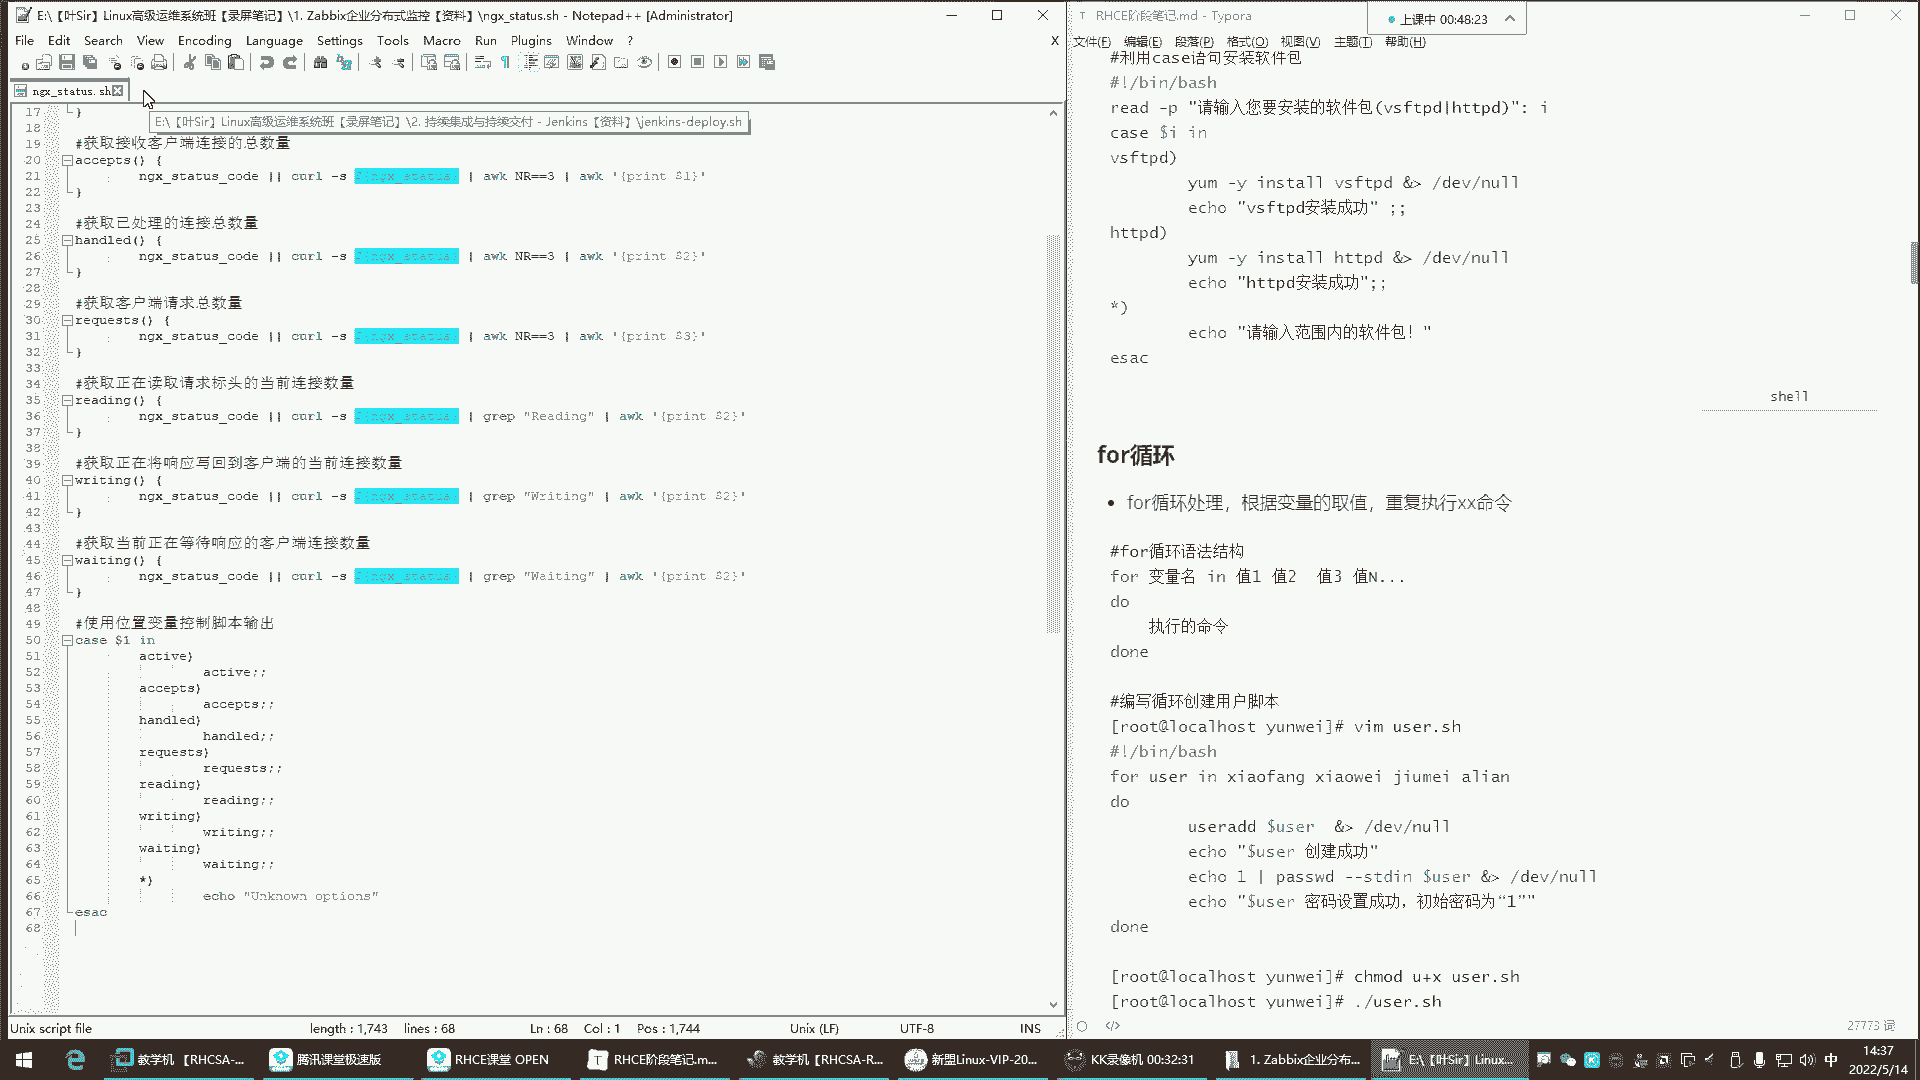 E:\【叶Sir】Linux高级运维系统班【录屏笔记】\1. Zabbix企业分布式监控【资料】\ngx_status.sh - Notepad++ [Administrator]
File Edit Search View Encoding Language Settings Tools Macro Run Plugins Window ? X
ngx_status.sh
E:\【叶Sir】Linux高级运维系统班【录屏笔记】\2. 持续集成与持续交付 - Jenkins【资料】\jenkins-deploy.sh
17 }
18
19 #获取接收客户端连接的总数量
20 accepts() {
21 ngx_status_code || curl -s ${ngx_status} | awk NR==3 | awk '{print $1}'
22 }
23
24 #获取已处理的连接总数量
25 handled() {
26 ngx_status_code || curl -s ${ngx_status} | awk NR==3 | awk '{print $2}'
27 }
28
29 #获取客户端请求总数量
30 requests() {
31 ngx_status_code || curl -s ${ngx_status} | awk NR==3 | awk '{print $3}'
32 }
33
34 #获取正在读取请求标头的当前连接数量
35 reading() {
36 ngx_status_code || curl -s ${ngx_status} | grep "Reading" | awk '{print $2}'
37 }
38
39 #获取正在将响应写回到客户端的当前连接数量
40 writing() {
41 ngx_status_code || curl -s ${ngx_status} | grep "Writing" | awk '{print $2}'
42 }
43
44 #获取当前正在等待响应的客户端连接数量
45 waiting() {
46 ngx_status_code || curl -s ${ngx_status} | grep "Waiting" | awk '{print $2}'
47 }
48
49 #使用位置变量控制脚本输出
50 case $1 in
51 active)
52 active;;
53 accepts)
54 accepts;;
55 handled)
56 handled;;
57 requests)
58 requests;;
59 reading)
60 reading;;
61 writing)
62 writing;;
63 waiting)
64 waiting;;
65 *)
66 echo "Unknown options"
67 esac
68
Unix script file length : 1,743 lines : 68 Ln : 68 Col : 1 Pos : 1,744 Unix (LF) UTF-8 INS
RHCE阶段笔记.md - Typora
上课中 00:48:23
文件(F) 编辑(E) 段落(P) 格式(O) 视图(V) 主题(T) 帮助(H)
#利用case语句安装软件包
#!/bin/bash
read -p "请输入您要安装的软件包(vsftpd|httpd)": i
case $i in
vsftpd)
yum -y install vsftpd &> /dev/null
echo "vsftpd安装成功" ;;
httpd)
yum -y install httpd &> /dev/null
echo "httpd安装成功";;
*)
echo "请输入范围内的软件包！"
esac
shell
for循环
• for循环处理，根据变量的取值，重复执行xx命令
#for循环语法结构
for 变量名 in 值1 值2 值3 值N...
do
执行的命令
done
#编写循环创建用户脚本
[root@localhost yunwei]# vim user.sh
#!/bin/bash
for user in xiaofang xiaowei jiumei alian
do
useradd $user &> /dev/null
echo "$user 创建成功"
echo 1 | passwd --stdin $user &> /dev/null
echo "$user 密码设置成功，初始密码为“1”"
done
[root@localhost yunwei]# chmod u+x user.sh
[root@localhost yunwei]# ./user.sh
</> 27773 词
教学机 【RHCSA-... 腾讯课堂极速版 RHCE课堂 OPEN RHCE阶段笔记.m... 教学机【RHCSA-R... 新盟Linux-VIP-20... KK录像机 00:32:31 1. Zabbix企业分布... E:\【叶Sir】Linux... 中 14:37
2022/5/14